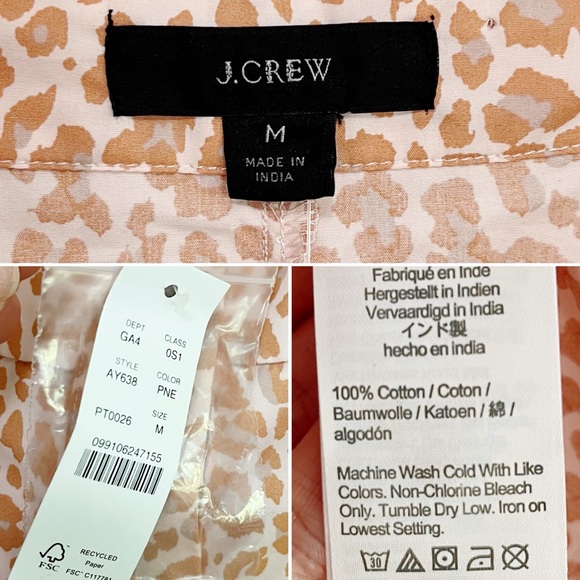 J.CREW
M
MADE IN
INDIA
DEPT CLASS
GA4 0S1
STYLE COLOR
AY638 PNE
SIZE
PT0026 M
099106247155
RECYCLED
Paper
FSC FSC® C117781
Fabriqué en Inde
Hergestellt in Indien
Vervaardigd in India
インド製
hecho en india
100% Cotton / Coton /
Baumwolle / Katoen / 綿 /
algodón
Machine Wash Cold With Like
Colors. Non-Chlorine Bleach
Only. Tumble Dry Low. Iron on
Lowest Setting.
30